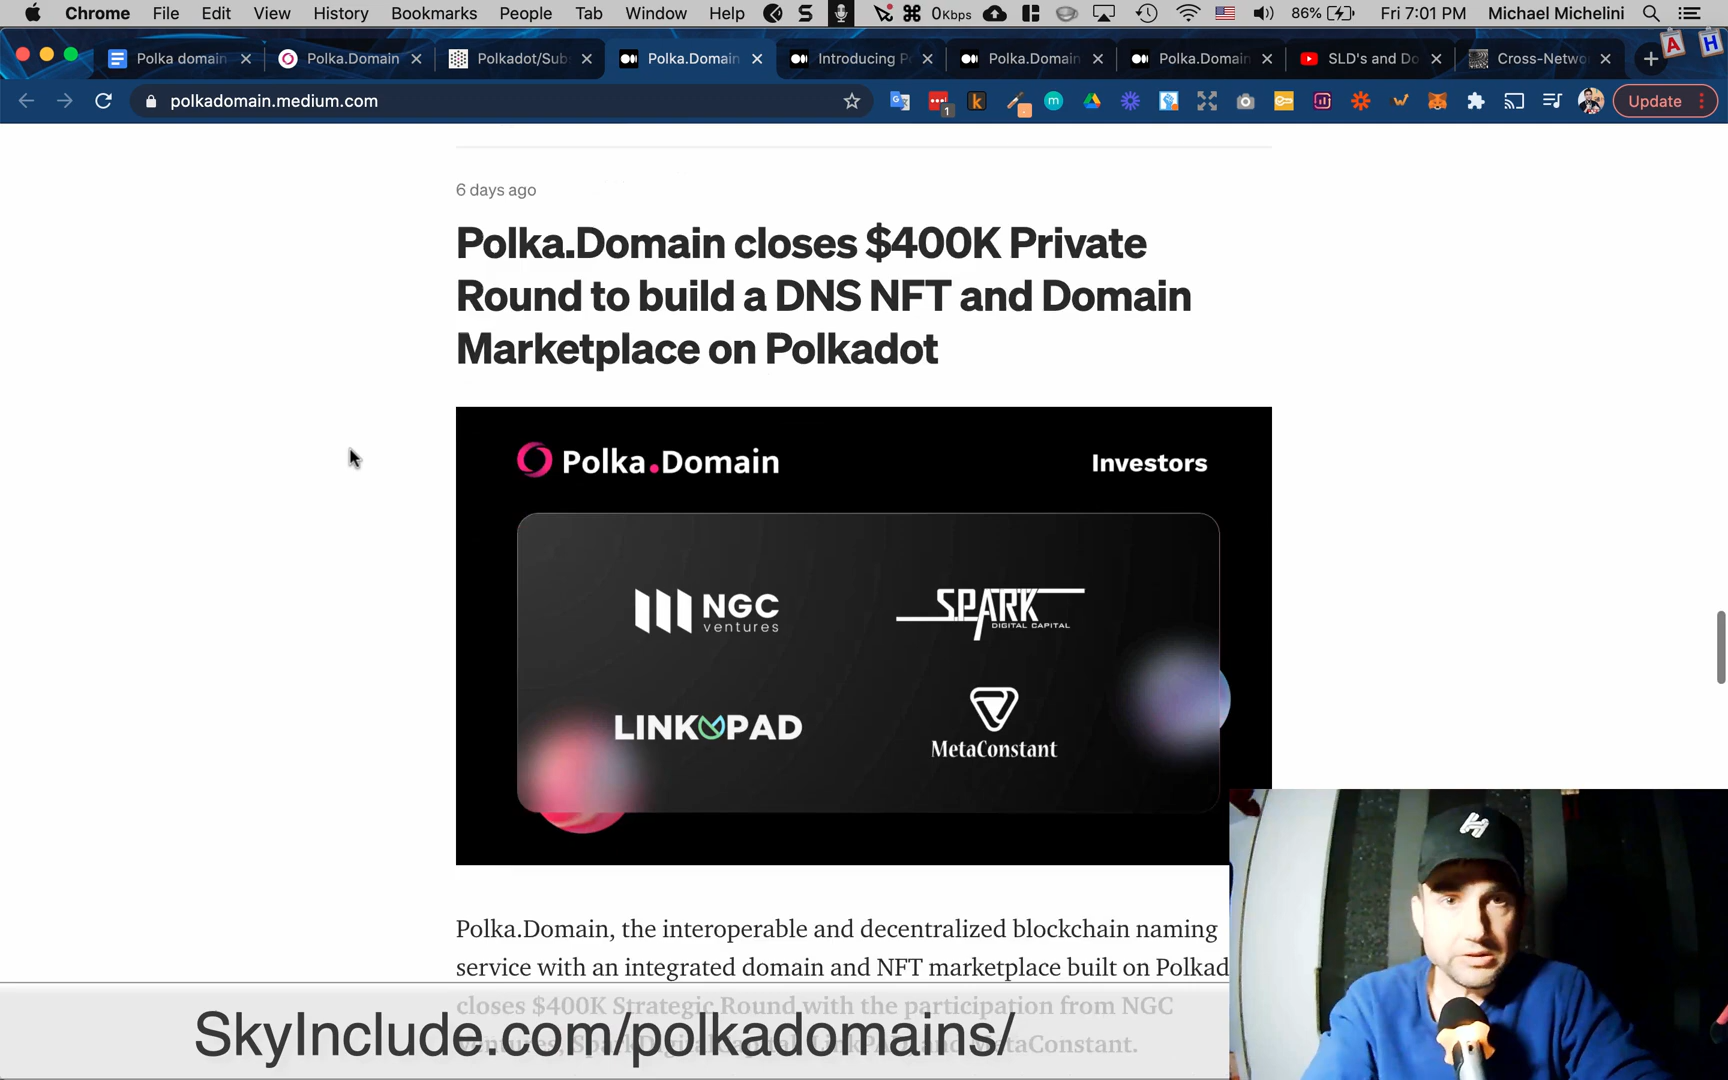 Chrome File Edit View History Bookmarks People Tab Window Help 0Kbps 86% Fri 7:01 PM Michael Michelini
Polka domain Polka.Domain Polkadot/Sub Polka.Domain Introducing P Polka.Domain Polka.Domain SLD's and Do Cross-Netwo A H
polkadomain.medium.com 1 Update
6 days ago
Polka.Domain closes $400K Private
Round to build a DNS NFT and Domain
Marketplace on Polkadot
Polka.Domain Investors
NGC
ventures
SPARK
DIGITAL CAPITAL
LINKPAD
MetaConstant
Polka.Domain, the interoperable and decentralized blockchain naming
service with an integrated domain and NFT marketplace built on Polkad
closes $400K Strategic Round with the participation from NGC
Ventures, SparkDigitalCapital, LinkPAD, and MetaConstant.
SkyInclude.com/polkadomains/